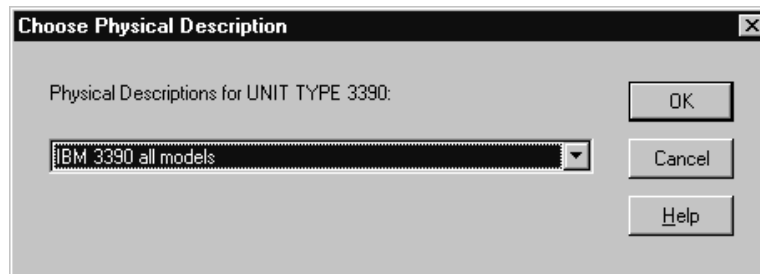 Choose Physical Description
Physical Descriptions for UNIT TYPE 3390:
OK
IBM 3390 all models
Cancel
Help